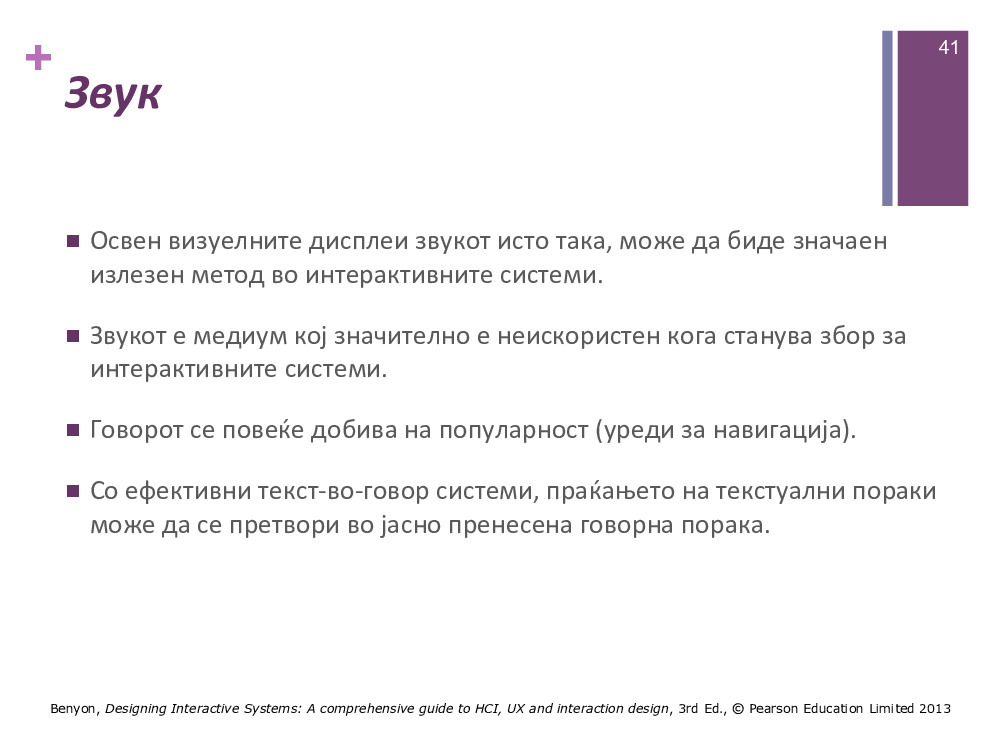 41
+
Звук
■ Освен визуелните дисплеи звукот исто така, може да биде значаен
излезен метод во интерактивните системи.
■ Звукот е медиум кој значително е неискористен кога станува збор за
интерактивните системи.
■ Говорот се повеќе добива на популарност (уреди за навигација).
■ Со ефективни текст-во-говор системи, праќањето на текстуални пораки
може да се претвори во јасно пренесена говорна порака.
Benyon, Designing Interactive Systems: A comprehensive guide to HCI, UX and interaction design, 3rd Ed., © Pearson Education Limited 2013